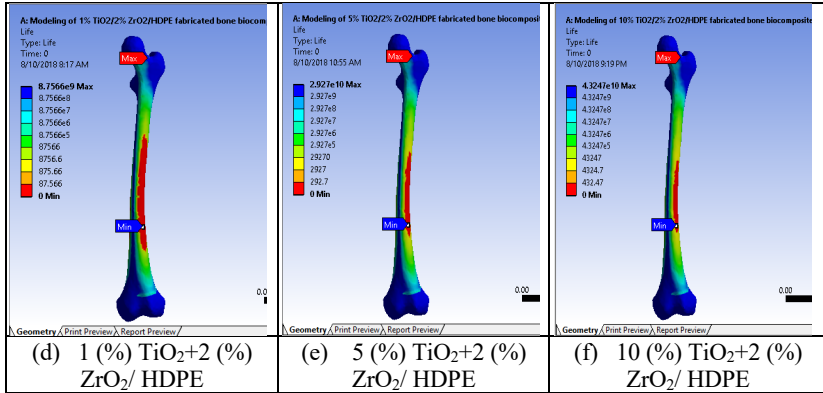 A: Modeling of 1% TiO2/2% ZrO2/HDPE fabricated bone biocomposit
Life
Type: Life
Time: 0
8/10/2018 8:17 AM
8.7566e9 Max
8.7566e8
8.7566e7
8.7566e6
8.7566e5
87566
8756.6
875.66
87.566
0 Min
Max
Min
0.0
Geometry Print Preview Report Preview
A: Modeling of 5% TiO2/2% ZrO2/HDPE fabricated bone biocomposite
Life
Type: Life
Time: 0
8/10/2018 10:55 AM
2.927e10 Max
2.927e9
2.927e8
2.927e7
2.927e6
2.927e5
29270
2927
292.7
0 Min
Max
Min
0.00
Geometry Print Preview Report Preview
A: Modeling of 10% TiO2/2% ZrO2/HDPE fabricated bone biocomposi
Life
Type: Life
Time: 0
8/10/2018 9:19 PM
4.3247e10 Max
4.3247e9
4.3247e8
4.3247e7
4.3247e6
4.3247e5
43247
4324.7
432.47
0 Min
Max
Min
0.00
Geometry Print Preview Report Preview
(d) 1 (%) TiO₂+2 (%)
ZrO₂/ HDPE
(e) 5 (%) TiO₂+2 (%)
ZrO₂/ HDPE
(f) 10 (%) TiO₂+2 (%)
ZrO₂/ HDPE